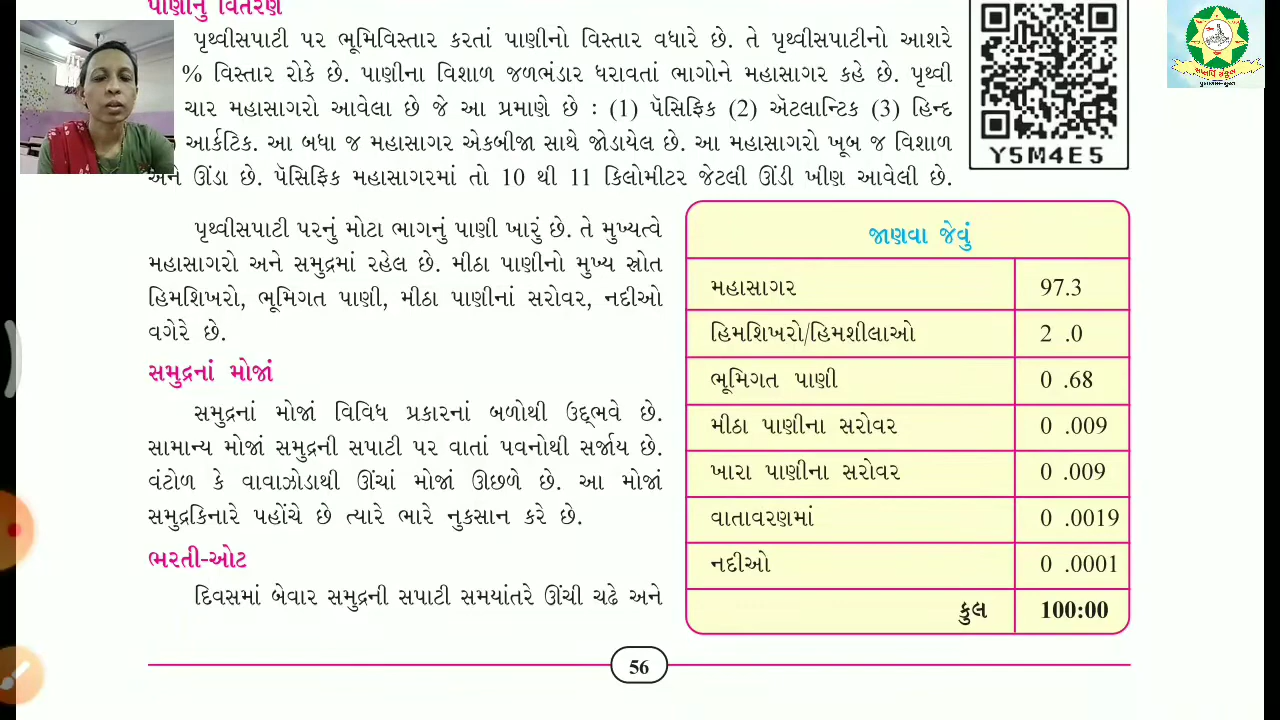 પાણીનું વિતરણ
પૃથ્વીસપાટી પર ભૂમિવિસ્તાર કરતાં પાણીનો વિસ્તાર વધારે છે. તે પૃથ્વીસપાટીનો આશરે
% વિસ્તાર રોકે છે. પાણીના વિશાળ જળભંડાર ધરાવતાં ભાગોને મહાસાગર કહે છે. પૃથ્વી
ચાર મહાસાગરો આવેલા છે જે આ પ્રમાણે છે : (1) પૅસિફિક (2) ઍટલાન્ટિક (3) હિન્દ
આર્કટિક. આ બધા જ મહાસાગર એકબીજા સાથે જોડાયેલ છે. આ મહાસાગરો ખૂબ જ વિશાળ
અને ઊંડા છે. પૅસિફિક મહાસાગરમાં તો 10 થી 11 કિલોમીટર જેટલી ઊંડી ખીણ આવેલી છે.
Y5M4E5
પૃથ્વીસપાટી પરનું મોટા ભાગનું પાણી ખારું છે. તે મુખ્યત્વે
મહાસાગરો અને સમુદ્રમાં રહેલ છે. મીઠા પાણીનો મુખ્ય સ્રોત
હિમશિખરો, ભૂમિગત પાણી, મીઠા પાણીનાં સરોવર, નદીઓ
વગેરે છે.
સમુદ્રનાં મોજાં
સમુદ્રનાં મોજાં વિવિધ પ્રકારનાં બળોથી ઉદ્ભવે છે.
સામાન્ય મોજાં સમુદ્રની સપાટી પર વાતાં પવનોથી સર્જાય છે.
વંટોળ કે વાવાઝોડાથી ઊંચાં મોજાં ઊછળે છે. આ મોજાં
સમુદ્રકિનારે પહોંચે છે ત્યારે ભારે નુકસાન કરે છે.
ભરતી-ઓટ
દિવસમાં બેવાર સમુદ્રની સપાટી સમયાંતરે ઊંચી ચઢે અને
જાણવા જેવું
મહાસાગર 97.3
હિમશિખરો/હિમશીલાઓ 2 .0
ભૂમિગત પાણી 0 .68
મીઠા પાણીના સરોવર 0 .009
ખારા પાણીના સરોવર 0 .009
વાતાવરણમાં 0 .0019
નદીઓ 0 .0001
કુલ 100:00
56